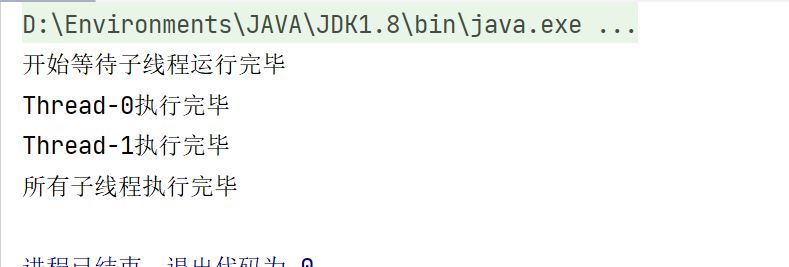 D:\Environments\JAVA\JDK1.8\bin\java.exe ...
开始等待子线程运行完毕
Thread-0执行完毕
Thread-1执行完毕
所有子线程执行完毕
进程已结束，退出代码为 0